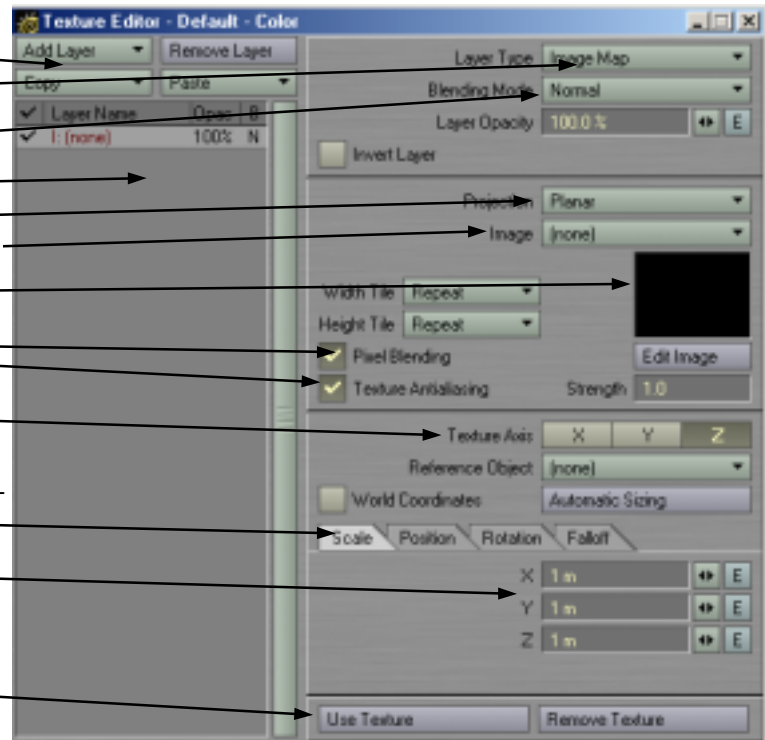 Texture Editor - Default - Color
Add Layer
Remove Layer
Copy
Paste
Layer Name Opac B
I: (none) 100% N
Layer Type Image Map
Blending Mode Normal
Layer Opacity 100.0 % E
Invert Layer
Projection Planar
Image (none)
Width Tile Repeat
Height Tile Repeat
Pixel Blending
Edit Image
Texture Antialiasing
Strength 1.0
Texture Axis X Y Z
Reference Object (none)
World Coordinates
Automatic Sizing
Scale Position Rotation Falloff
X 1 m E
Y 1 m E
Z 1 m E
Use Texture
Remove Texture